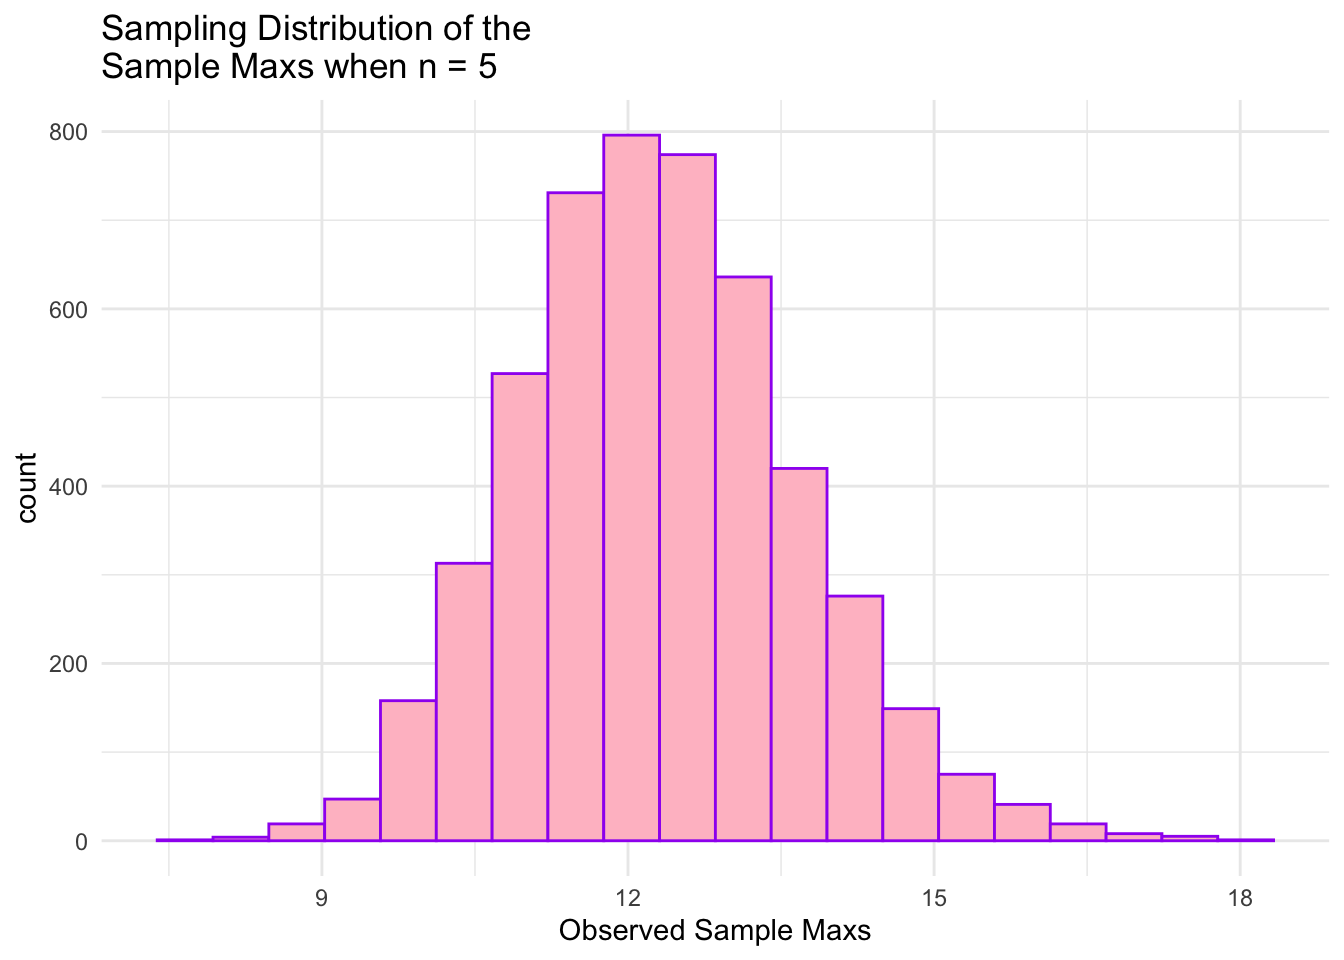 Sampling Distribution of the
Sample Maxs when n = 5
800
600
400
200
0
count
9 12 15 18
Observed Sample Maxs